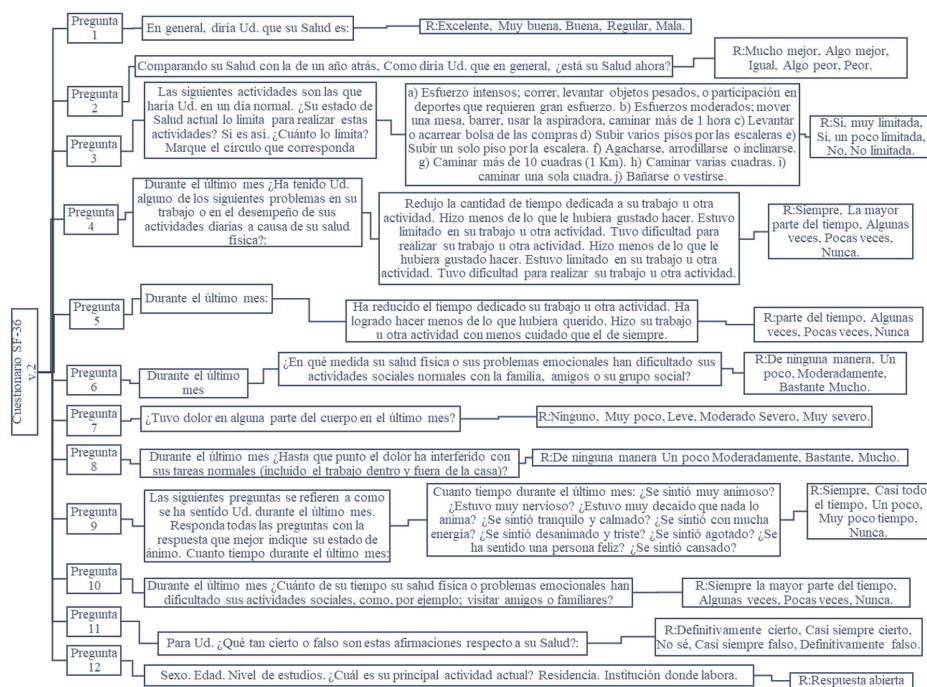 Cuestionario SF-36
v.2
Pregunta
1
En general, diría Ud. que su Salud es:
R:Excelente, Muy buena, Buena, Regular, Mala.
Pregunta
2
Comparando su Salud con la de un año atrás, Como diría Ud. que en general, ¿está su Salud ahora?
R:Mucho mejor, Algo mejor,
Igual, Algo peor, Peor.
Pregunta
3
Las siguientes actividades son las que
haría Ud. en un día normal. ¿Su estado de
Salud actual lo limita para realizar estas
actividades? Si es así. ¿Cuánto lo limita?
Marque el círculo que corresponda
a) Esfuerzo intensos; correr, levantar objetos pesados, o participación en
deportes que requieren gran esfuerzo. b) Esfuerzos moderados; mover
una mesa, barrer, usar la aspiradora, caminar más de 1 hora c) Levantar
o acarrear bolsa de las compras d) Subir varios pisos por las escaleras e)
Subir un solo piso por la escalera. f) Agacharse, arrodillarse o inclinarse.
g) Caminar más de 10 cuadras (1 Km). h) Caminar varias cuadras. i)
caminar una sola cuadra. j) Bañarse o vestirse.
R:Si, muy limitada,
Si, un poco limitada,
No, No limitada.
Pregunta
4
Durante el último mes ¿Ha tenido Ud.
alguno de los siguientes problemas en su
trabajo o en el desempeño de sus
actividades diarias a causa de su salud
física?:
Redujo la cantidad de tiempo dedicada a su trabajo u otra
actividad. Hizo menos de lo que le hubiera gustado hacer. Estuvo
limitado en su trabajo u otra actividad. Tuvo dificultad para
realizar su trabajo u otra actividad. Hizo menos de lo que le
hubiera gustado hacer. Estuvo limitado en su trabajo u otra
actividad. Tuvo dificultad para realizar su trabajo u otra actividad.
R:Siempre, La mayor
parte del tiempo, Algunas
veces, Pocas veces,
Nunca.
Pregunta
5
Durante el último mes:
Ha reducido el tiempo dedicado su trabajo u otra actividad. Ha
logrado hacer menos de lo que hubiera querido. Hizo su trabajo
u otra actividad con menos cuidado que el de siempre.
R:parte del tiempo, Algunas
veces, Pocas veces, Nunca
Pregunta
6
Durante el último
mes
¿En qué medida su salud física o sus problemas emocionales han dificultado sus
actividades sociales normales con la familia, amigos o su grupo social?
R:De ninguna manera, Un
poco, Moderadamente,
Bastante Mucho.
Pregunta
7
¿Tuvo dolor en alguna parte del cuerpo en el último mes?
R:Ninguno, Muy poco, Leve, Moderado Severo, Muy severo.
Pregunta
8
Durante el último mes ¿Hasta que punto el dolor ha interferido con
sus tareas normales (incluido el trabajo dentro y fuera de la casa)?
R:De ninguna manera Un poco Moderadamente, Bastante, Mucho.
Pregunta
9
Las siguientes preguntas se refieren a como
se ha sentido Ud. durante el último mes.
Responda todas las preguntas con la
respuesta que mejor indique su estado de
ánimo. Cuanto tiempo durante el último mes:
Cuanto tiempo durante el último mes: ¿Se sintió muy animoso?
¿Estuvo muy nervioso? ¿Estuvo muy decaído que nada lo
anima? ¿Se sintió tranquilo y calmado? ¿Se sintió con mucha
energía? ¿Se sintió desanimado y triste? ¿Se sintió agotado? ¿Se
ha sentido una persona feliz? ¿Se sintió cansado?
R:Siempre, Casi todo
el tiempo, Un poco,
Muy poco tiempo,
Nunca.
Pregunta
10
Durante el último mes ¿Cuánto de su tiempo su salud física o problemas emocionales han
dificultado sus actividades sociales, como, por ejemplo; visitar amigos o familiares?
R:Siempre la mayor parte del tiempo,
Algunas veces, Pocas veces, Nunca.
Pregunta
11
Para Ud. ¿Qué tan cierto o falso son estas afirmaciones respecto a su Salud?:
R:Definitivamente cierto, Casi siempre cierto,
No sé, Casi siempre falso, Definitivamente falso.
Pregunta
12
Sexo. Edad. Nivel de estudios. ¿Cuál es su principal actividad actual? Residencia. Institución donde labora.
R:Respuesta abierta